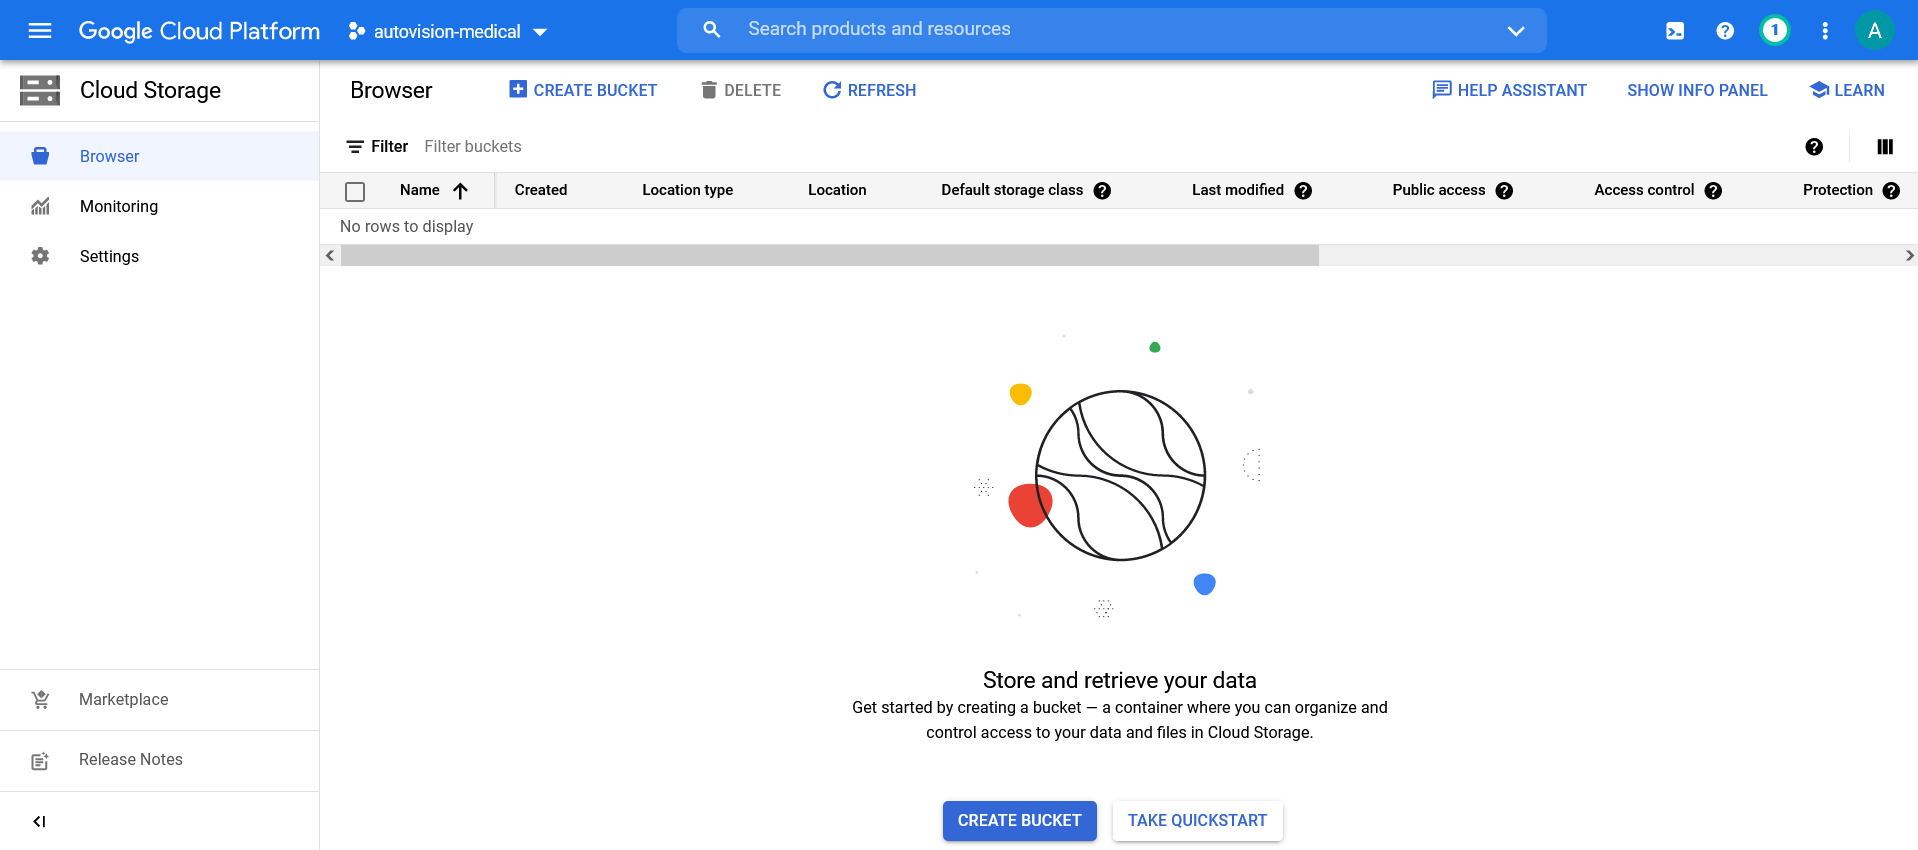 Google Cloud Platform
autovision-medical
Search products and resources
1
A
Cloud Storage
Browser
CREATE BUCKET
DELETE
REFRESH
HELP ASSISTANT
SHOW INFO PANEL
LEARN
Browser
Monitoring
Settings
Filter
Filter buckets
Name
Created
Location type
Location
Default storage class
Last modified
Public access
Access control
Protection
No rows to display
Store and retrieve your data
Get started by creating a bucket — a container where you can organize and
control access to your data and files in Cloud Storage.
CREATE BUCKET
TAKE QUICKSTART
Marketplace
Release Notes